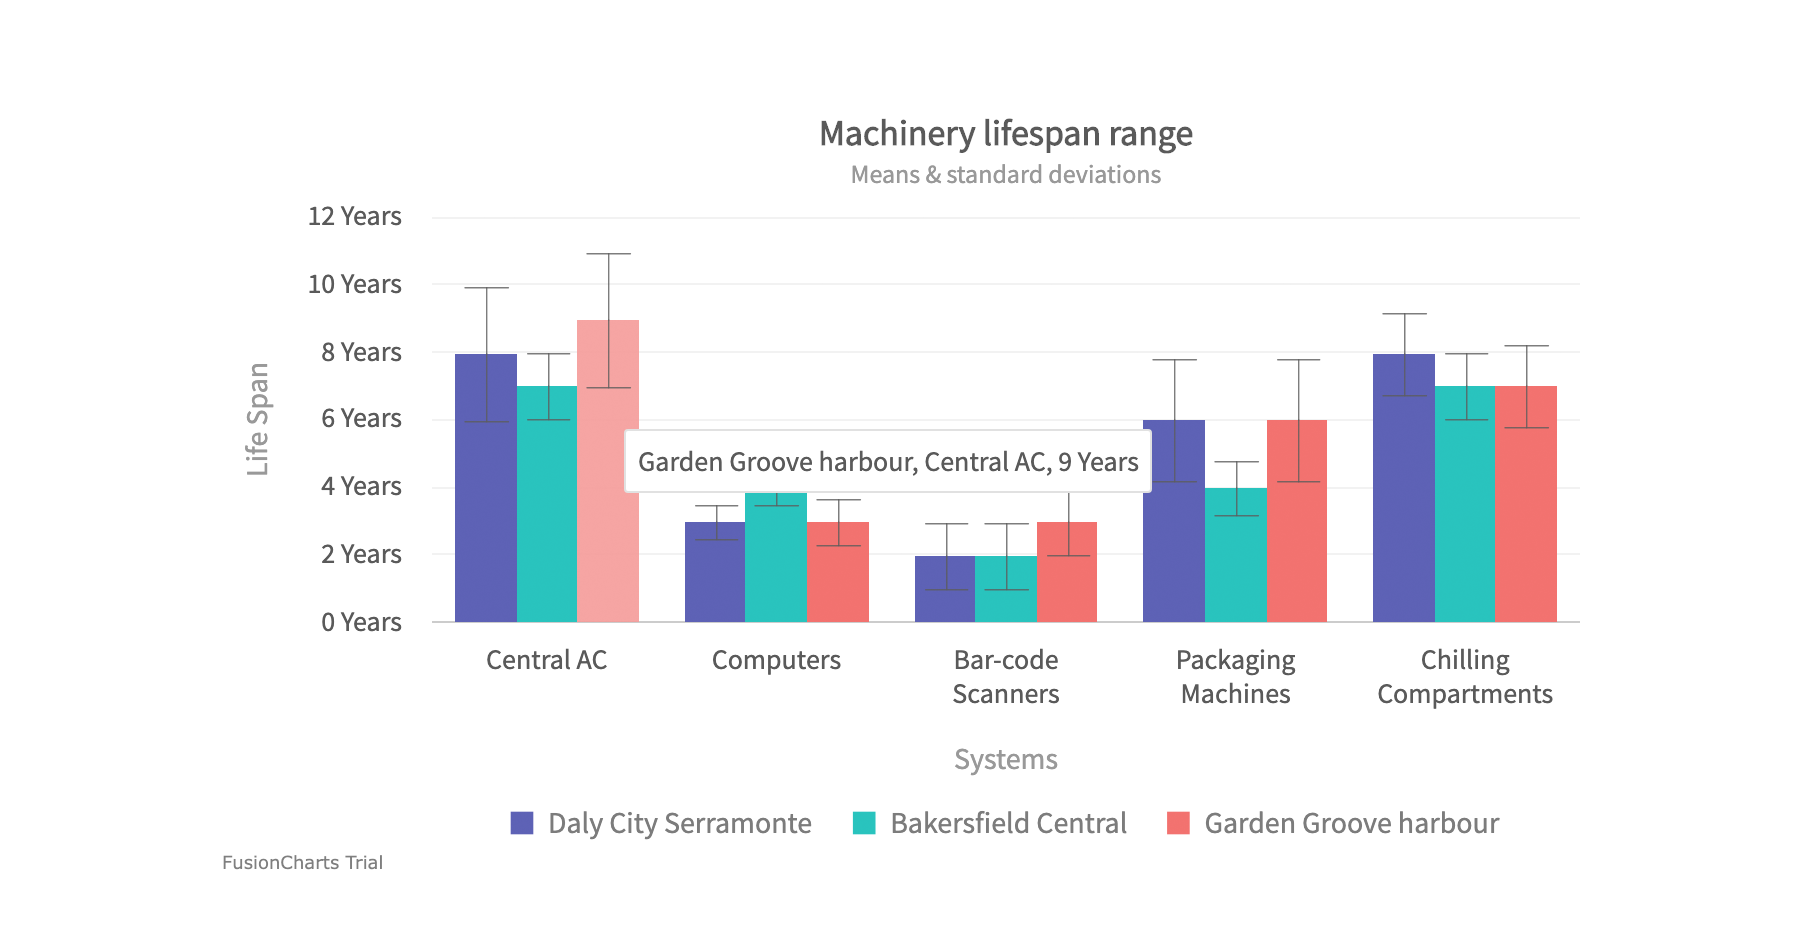 Machinery lifespan range
Means & standard deviations
12 Years
10 Years
8 Years
6 Years
4 Years
2 Years
0 Years
Life Span
Garden Groove harbour, Central AC, 9 Years
Central AC
Computers
Bar-code
Scanners
Packaging
Machines
Chilling
Compartments
Systems
Daly City Serramonte
Bakersfield Central
Garden Groove harbour
FusionCharts Trial